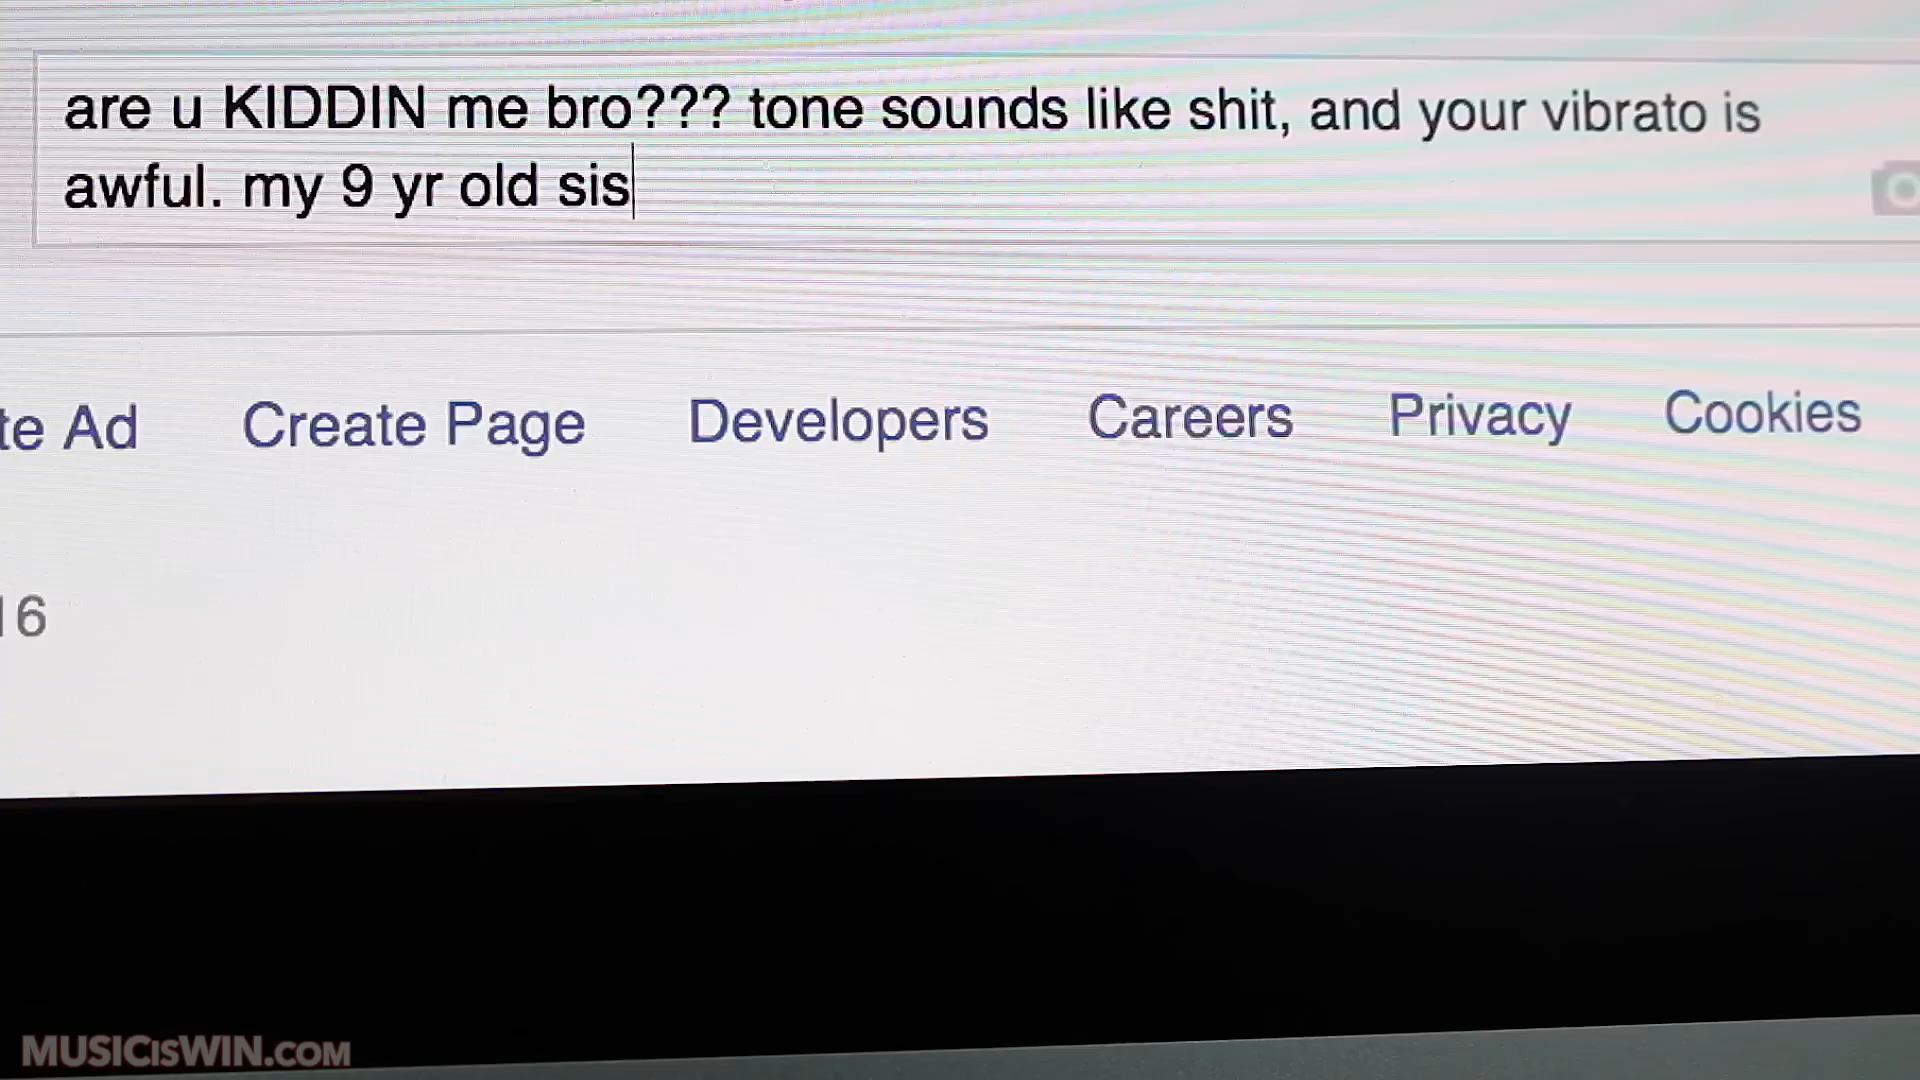 are u KIDDIN me bro??? tone sounds like shit, and your vibrato is
awful. my 9 yr old sis
te Ad Create Page Developers Careers Privacy Cookies
16
MUSICISWIN.COM